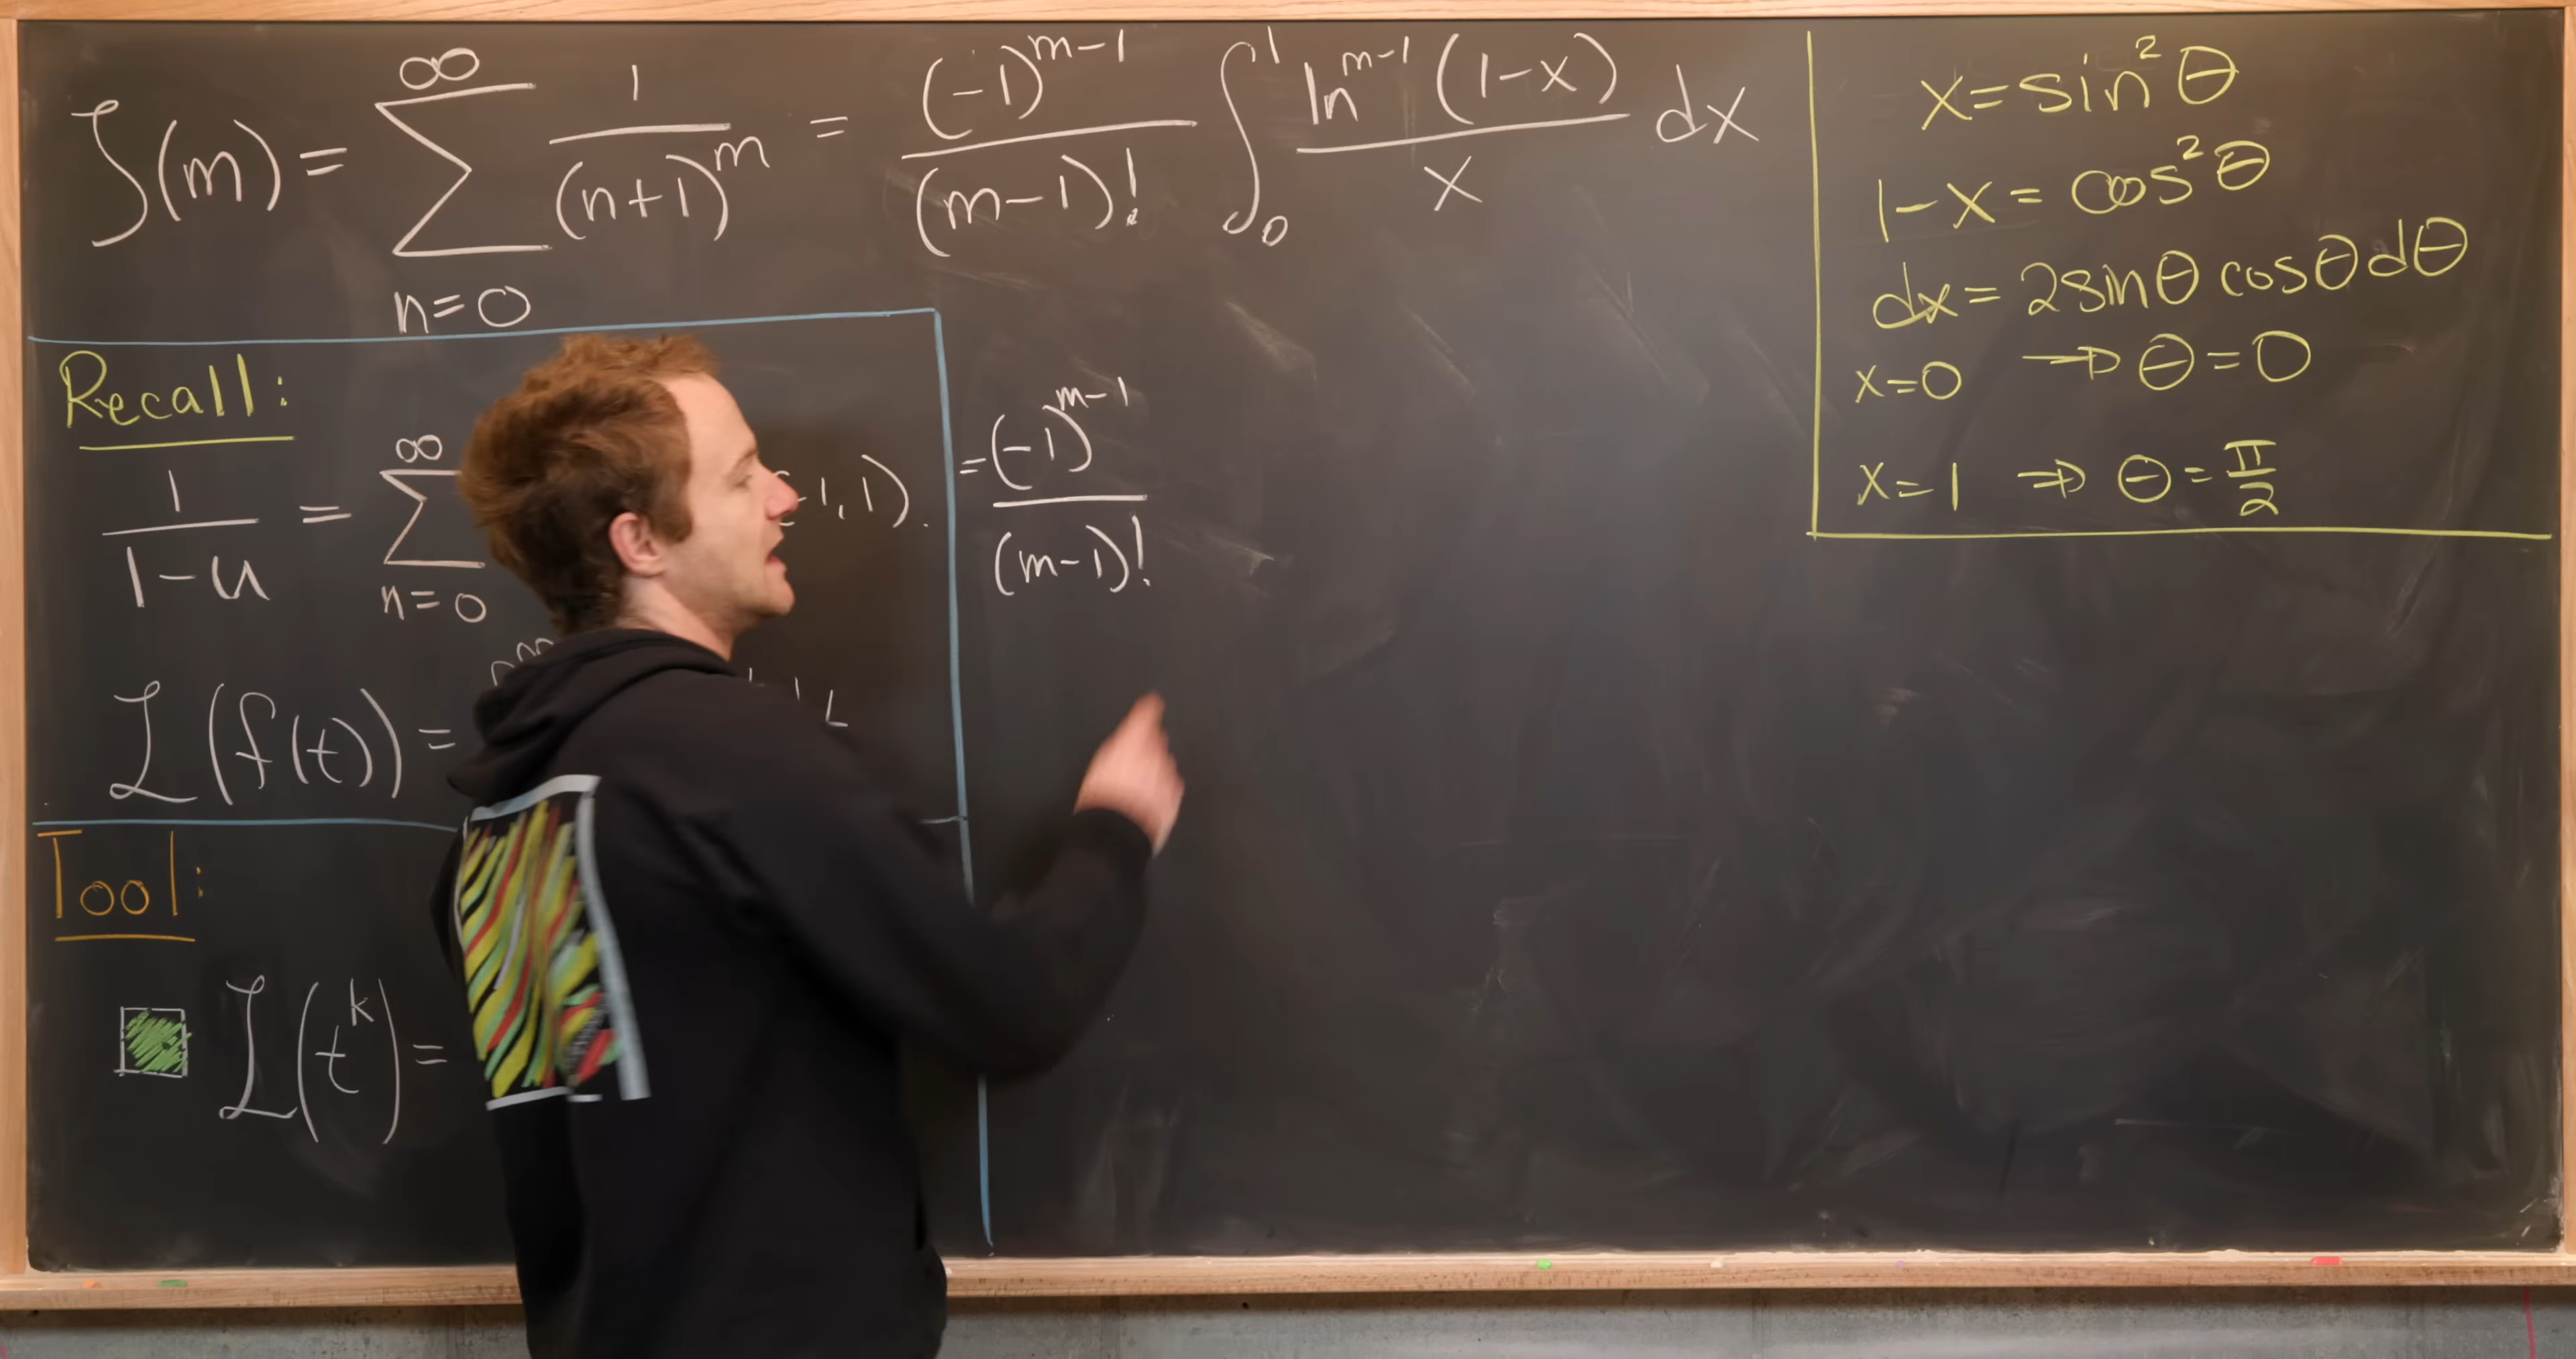 ζ(m) = ∑_{n=0}^{∞} 1/(n+1)^m = (-1)^{m-1}/(m-1)! ∫_0^1 ln^{m-1}(1-x)/x dx
x = sin²θ
1-x = cos²θ
dx = 2sinθ cosθ dθ
x=0 ⇒ θ=0
x=1 ⇒ θ=π/2
Recall:
1/(1-u) = ∑_{n=0}^{∞} -1,1).
ℒ(f(t)) =
= (-1)^{m-1}/(m-1)!
Tool:
ℒ(t^k) =